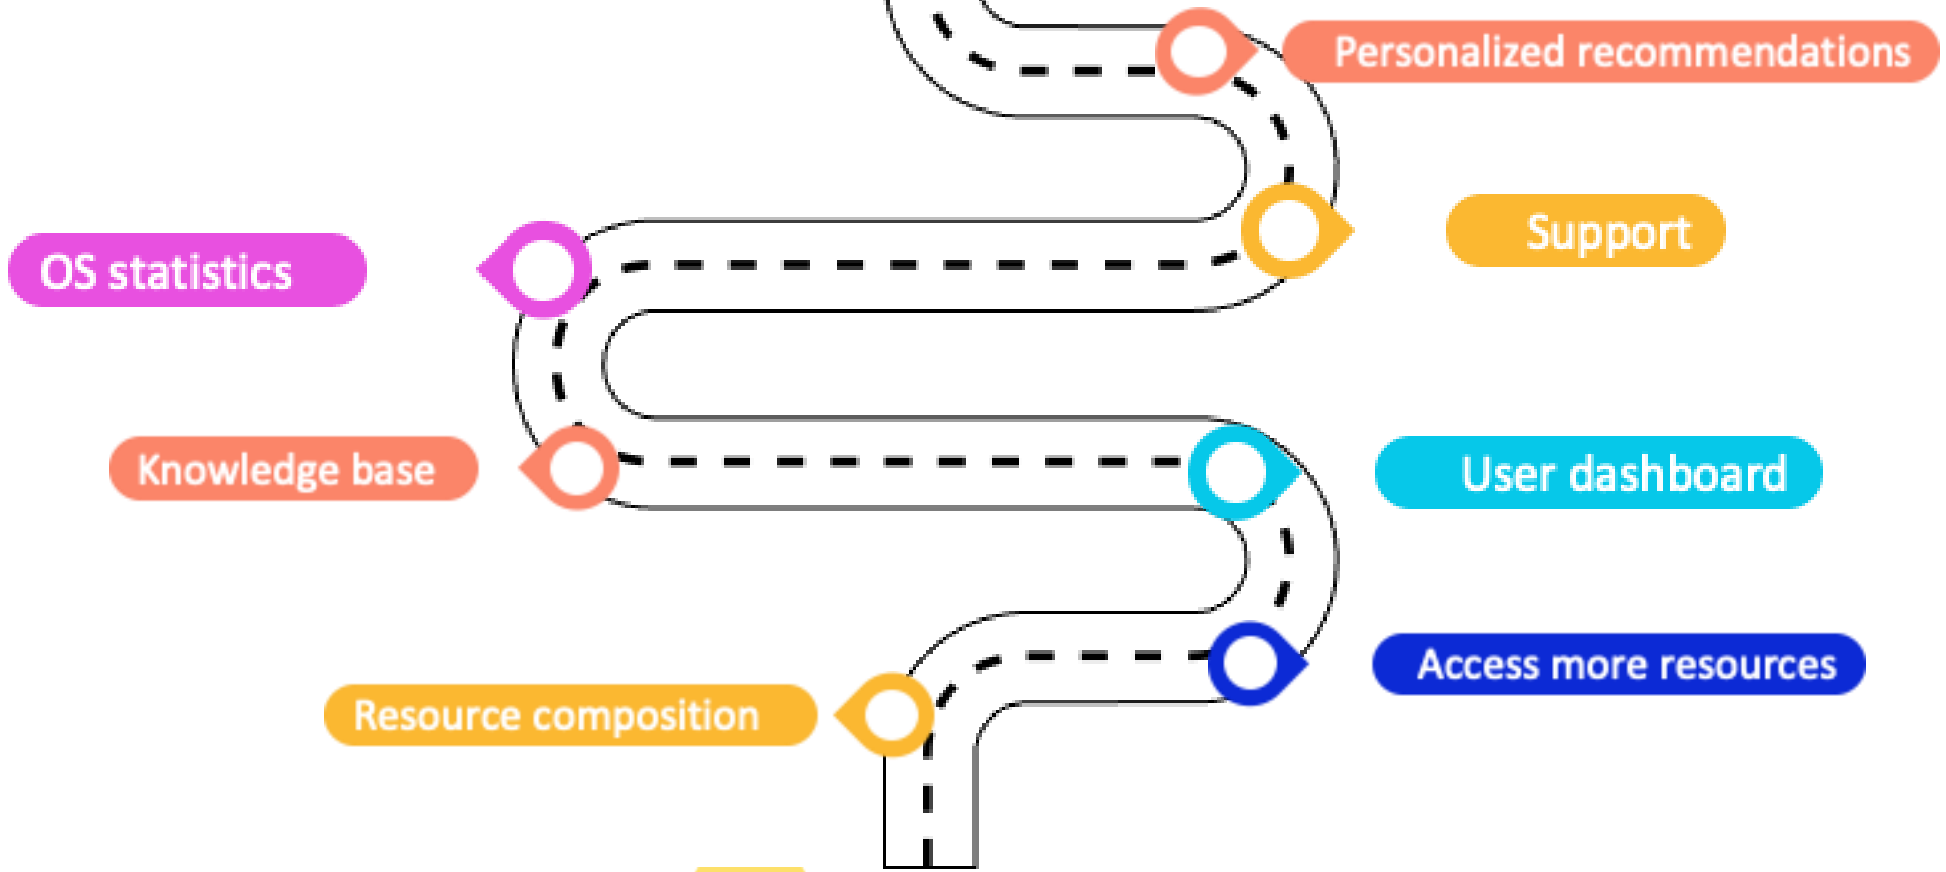 Personalized recommendations
Support
OS statistics
Knowledge base
User dashboard
Access more resources
Resource composition